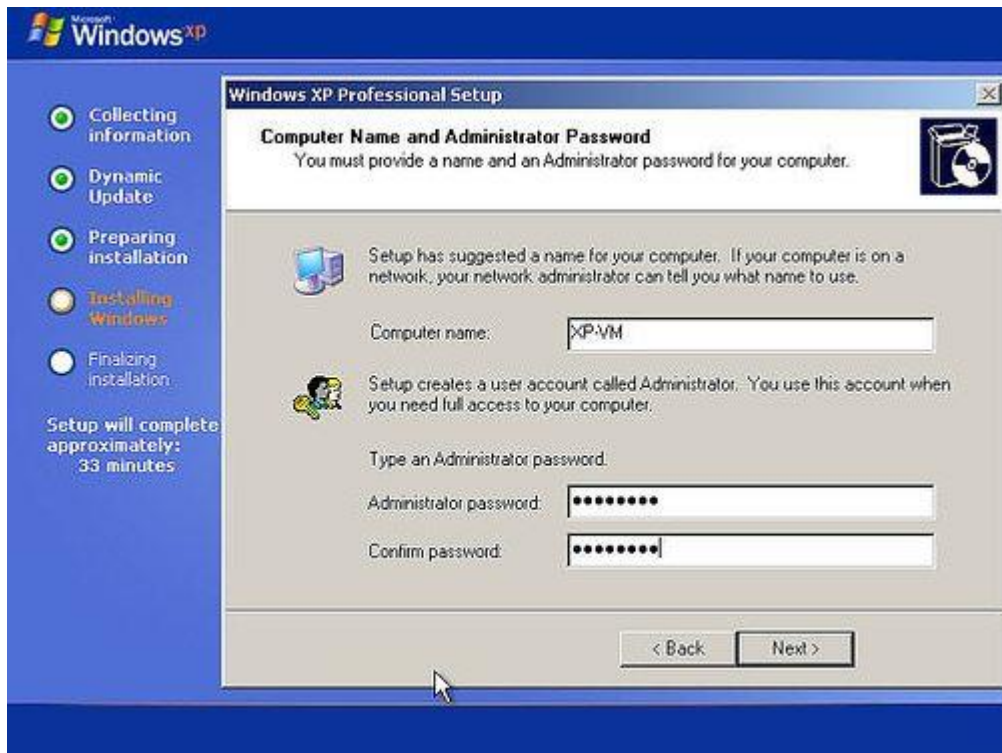 Microsoft
Windows xp
Collecting
information
Dynamic
Update
Preparing
installation
Installing
Windows
Finalizing
installation
Setup will complete
approximately:
33 minutes
Windows XP Professional Setup
Computer Name and Administrator Password
You must provide a name and an Administrator password for your computer.
Setup has suggested a name for your computer. If your computer is on a
network, your network administrator can tell you what name to use.
Computer name: XP-VM
Setup creates a user account called Administrator. You use this account when
you need full access to your computer.
Type an Administrator password.
Administrator password: ●●●●●●●●
Confirm password: ●●●●●●●●
< Back Next >